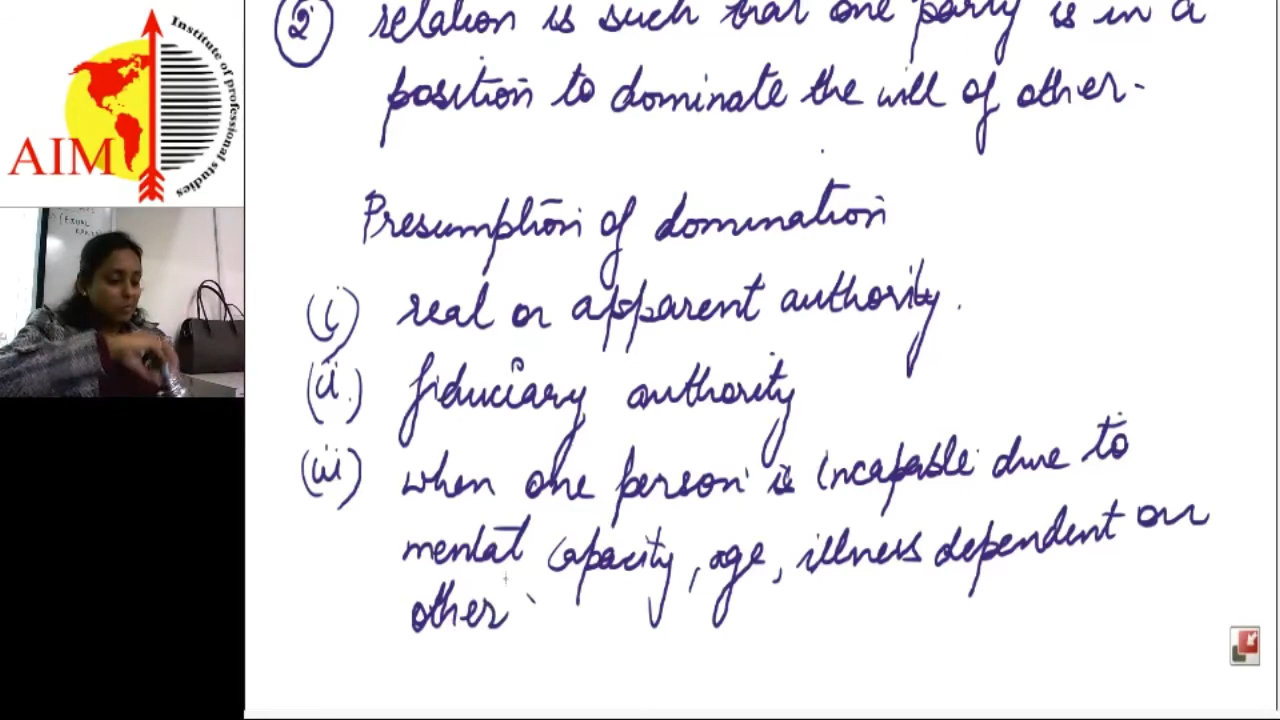 Institute of professional studies
AIM
② relation is such that one party is in a
position to dominate the will of other.
Presumption of domination
(i) real or apparent authority.
(ii) fiduciary authority
(iii) when one person is incapable due to
mental capacity, age, illness dependent on
other